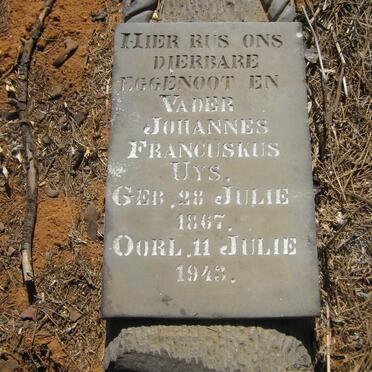 HIER RUS ONS
DIERBARE
EGGENOOT EN
VADER
JOHANNES
FRANCUSKUS
UYS.
GEB. 28 JULIE
1867.
OORL. 11 JULIE
1943.